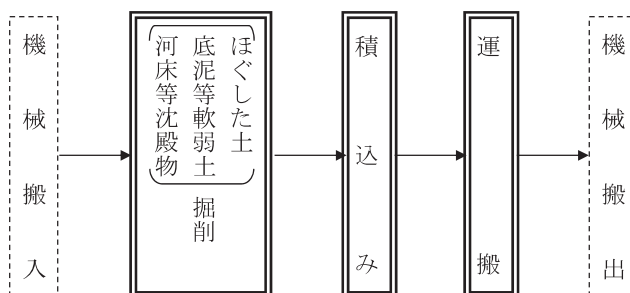 機械搬入
ほぐした土
底泥等軟弱土
河床等沈殿物
掘削
積込み
運搬
機械搬出